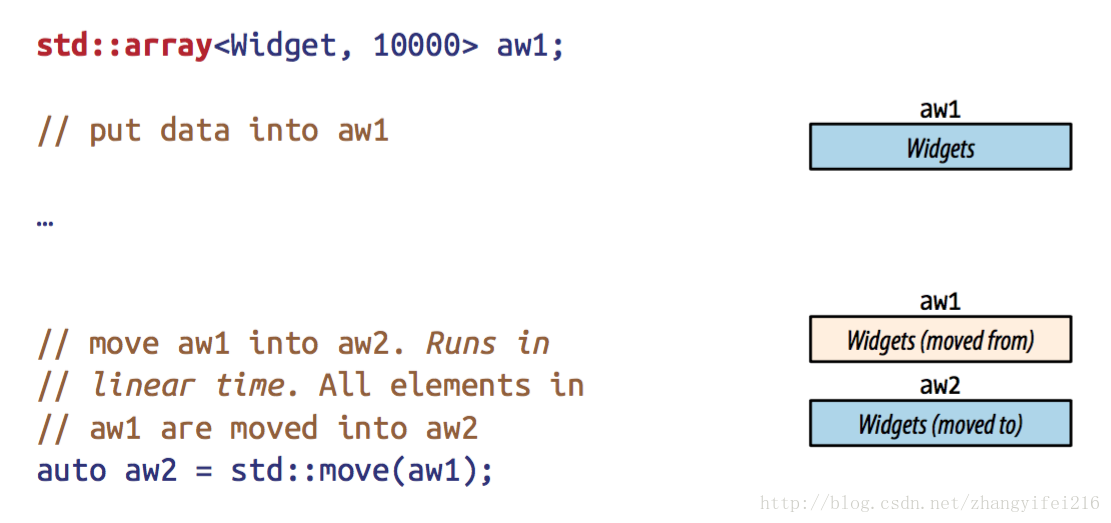 std::array<Widget, 10000> aw1;
// put data into aw1
aw1
Widgets
…
aw1
Widgets (moved from)
// move aw1 into aw2. Runs in
// linear time. All elements in
// aw1 are moved into aw2
auto aw2 = std::move(aw1);
aw2
Widgets (moved to)
http://blog.csdn.net/zhangyifei216